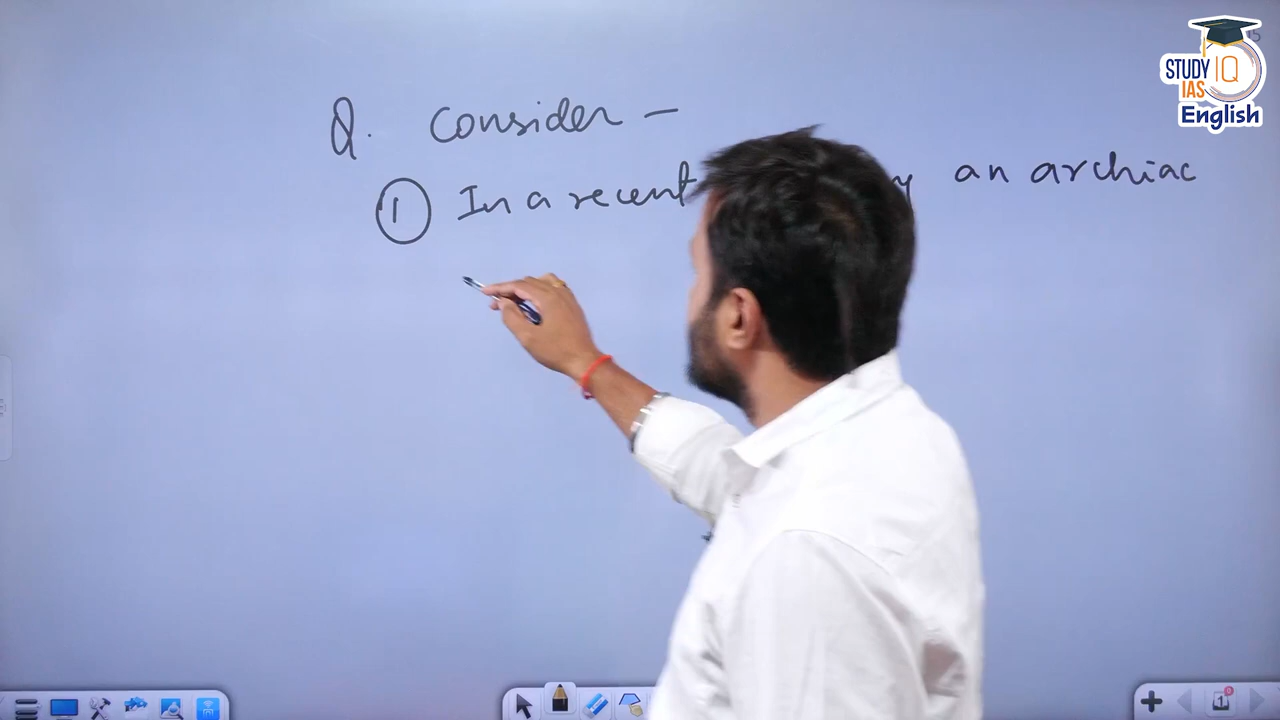 STUDY IQ
IAS
English
Q. Consider –
① In a recent an archiac